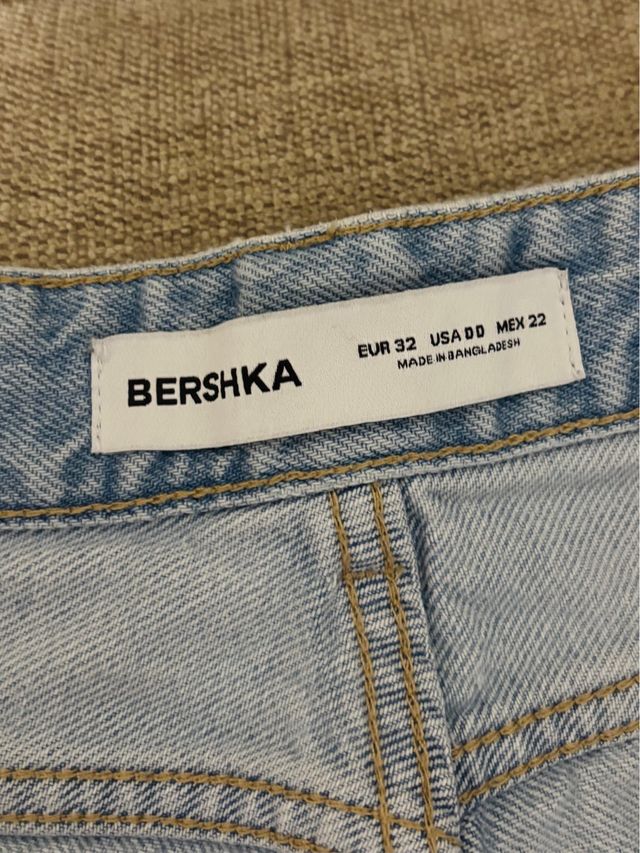 BERSHKA
EUR 32 USA 00 MEX 22
MADE IN BANGLADESH